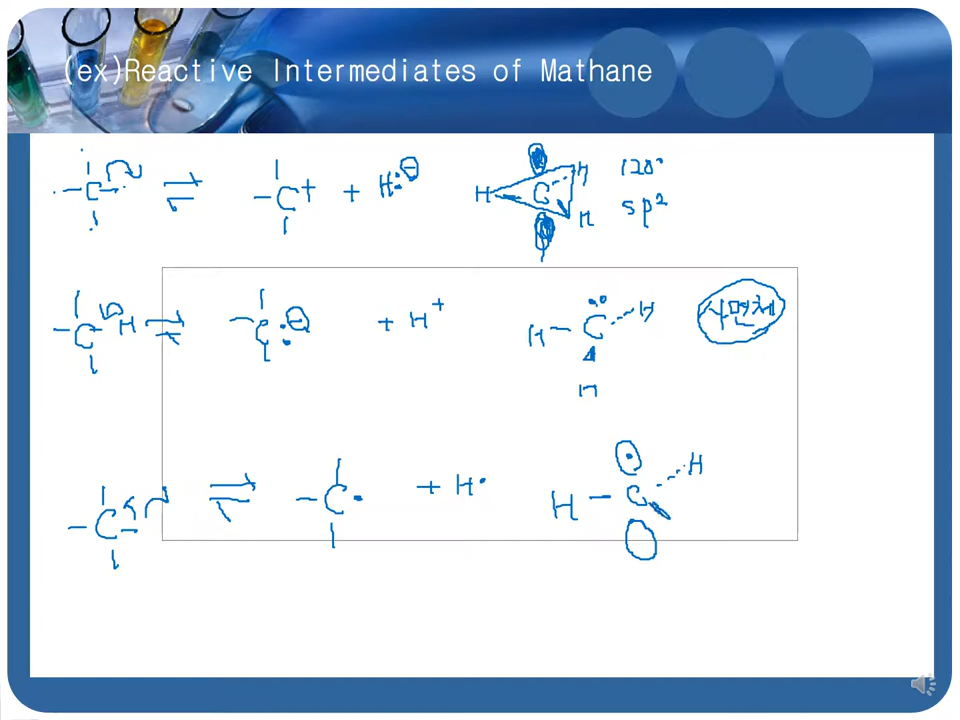 (ex)Reactive Intermediates of Mathane
C ⇌ C+ + H:⊖ H C H H 120°
sp²
C H ⇌ C:⊖ + H+ H C H H 사면체
C ⇌ C· + H· H C H